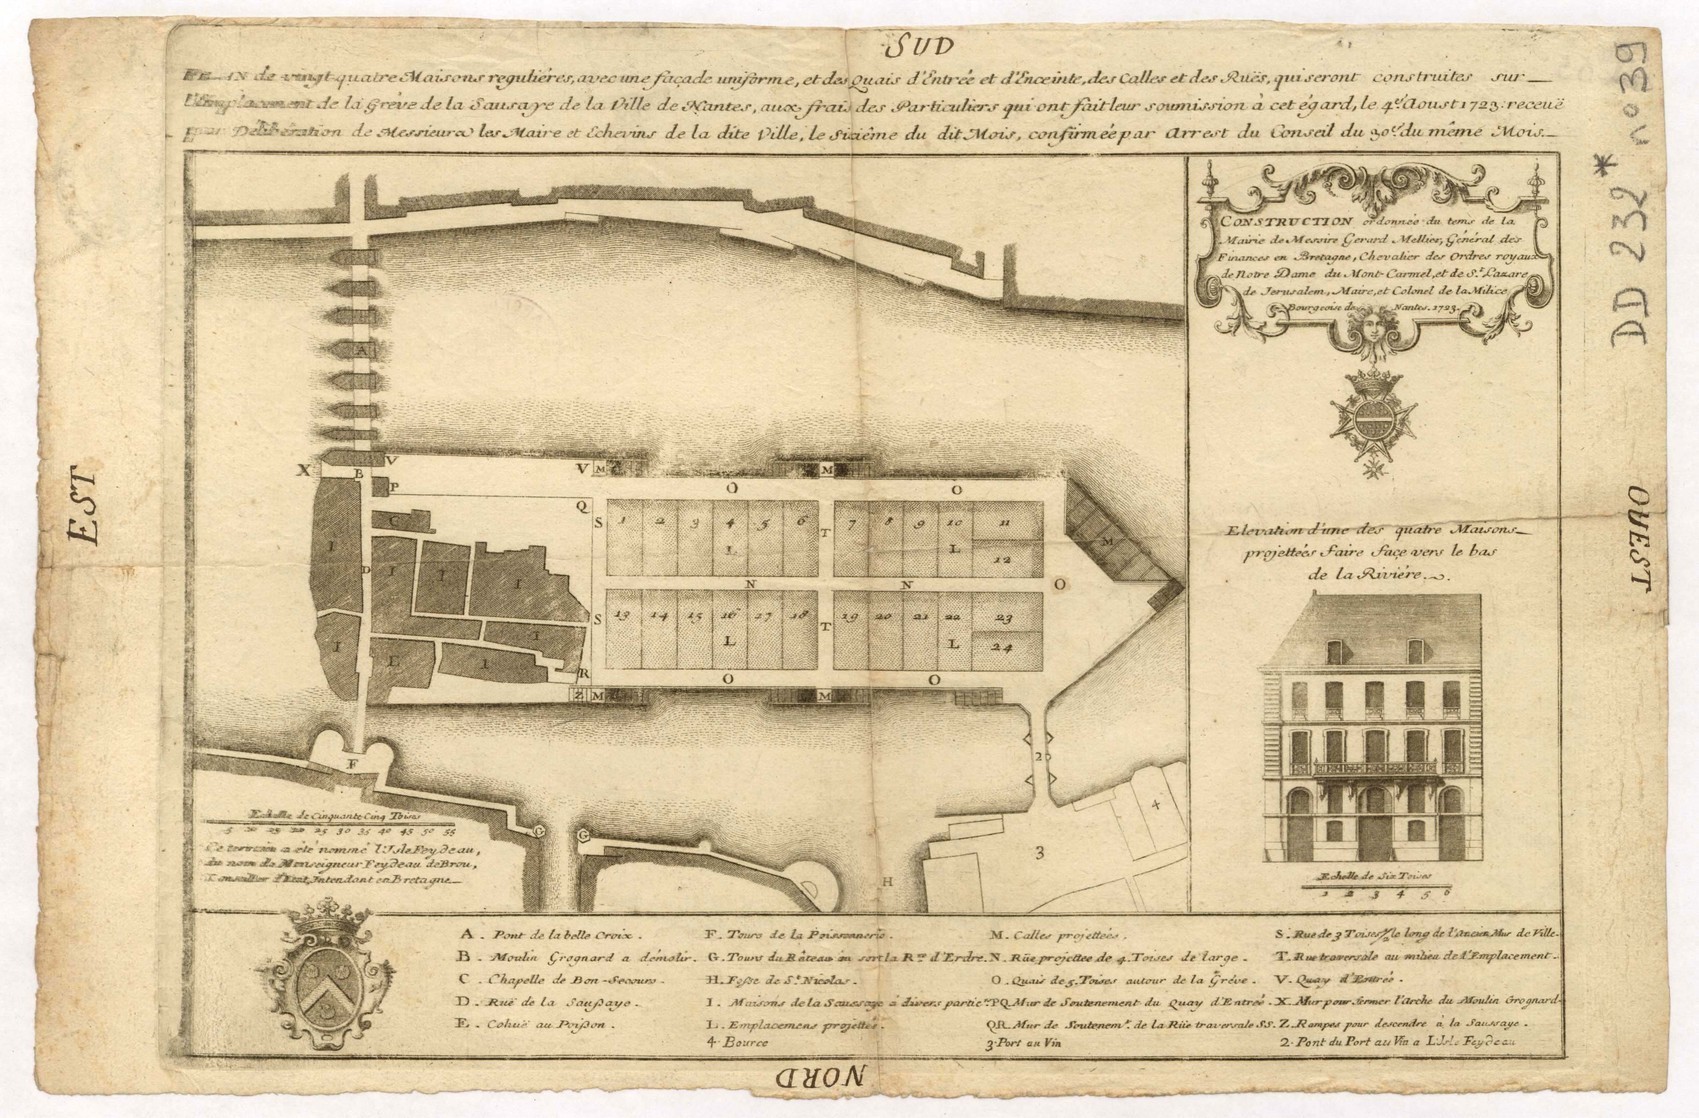 SUD
de vingt-quatre Maisons reguliéres, avec une façade uniforme, et des Quais d'Entrée et d'Enceinte, des Calles et des Ruës, qui seront construites sur
L'Emplacement de la Gréve de la Sausaye de la Ville de Nantes, aux frais des Particuliers qui ont fait leur soumission à cet égard, le 4.e Aoust 1723. receuë
par Deliberation de Messieurs les Maire et Echevins de la dite Ville, le Sixiême du dit Mois, confirmée par Arrest du Conseil du 30.e du même Mois.
DD 232 * n° 39
EST
OUEST
CONSTRUCTION ordonnée du tems de la
Mairie de Messire Gerard Mellier, Général des
Finances en Bretagne, Chevalier des Ordres royaux
de Notre Dame du Mont-Carmel, et de S.t Lazare
de Jerusalem, Maire, et Colonel de la Milice
Bourgeoise de Nantes. 1723.
Elevation d'une des quatre Maisons
projettées faire façe vers le bas
de la Riviére.
Echelle de Six Toises
1 2 3 4 5 6
A
X B V V M M
P
Q
O O
C
S 1 2 3 4 5 6 T 7 8 9 10 11
L L 12
I D I I I M
N N O
S 13 14 15 16 17 18 T 19 20 21 22 23
L L 24
I E I I
R
O O
Z M M
F
2
G G
H
3
4
Echelle de Cinquante Cinq Toises
5 10 15 20 25 30 35 40 45 50 55
Ce terrain a été nommé l'Isle Feydeau,
du nom de Monseigneur Feydeau de Brou,
Conseiller d'Etat, Intendant en Bretagne
A. Pont de la belle Croix.
B. Moulin Grognard a démolir.
C. Chapelle de Bon-Secours.
D. Ruë de la Saußaye.
E. Cohuë au Poißon.
F. Tours de la Poissonnerie.
G. Tours du Râteau ou sort la R.re d'Erdre.
H. Foße de S.t Nicolas.
I. Maisons de la Saussaye à divers partic.rs
L. Emplacemens projettés.
4. Bource
M. Calles projettées.
N. Rüe projettée de 4. Toises de large.
O. Quais de 5. Toises autour de la Gréve.
PQ. Mur de Soutenement du Quay d'Entrée.
QR. Mur de Soutenem.t de la Rüe traversale SS.
3. Port au Vin
S. Rue de 3 Toises 1/2 le long de l'Ancien Mur de Ville.
T. Rue traversale au milieu de l'Emplacement.
V. Quay d'Entrée.
X. Mur pour fermer l'Arche du Moulin Grognard.
Z. Rampes pour descendre à la Saussaye.
2. Pont du Port au Vin a L'Isle Feydeau
NORD